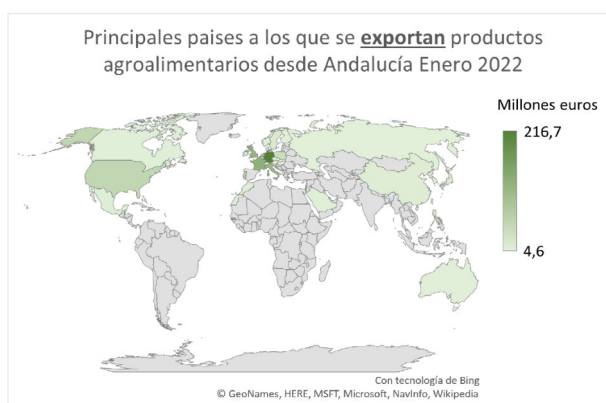 Principales paises a los que se exportan productos
agroalimentarios desde Andalucía Enero 2022
Millones euros
216,7
4,6
Con tecnología de Bing
© GeoNames, HERE, MSFT, Microsoft, NavInfo, Wikipedia